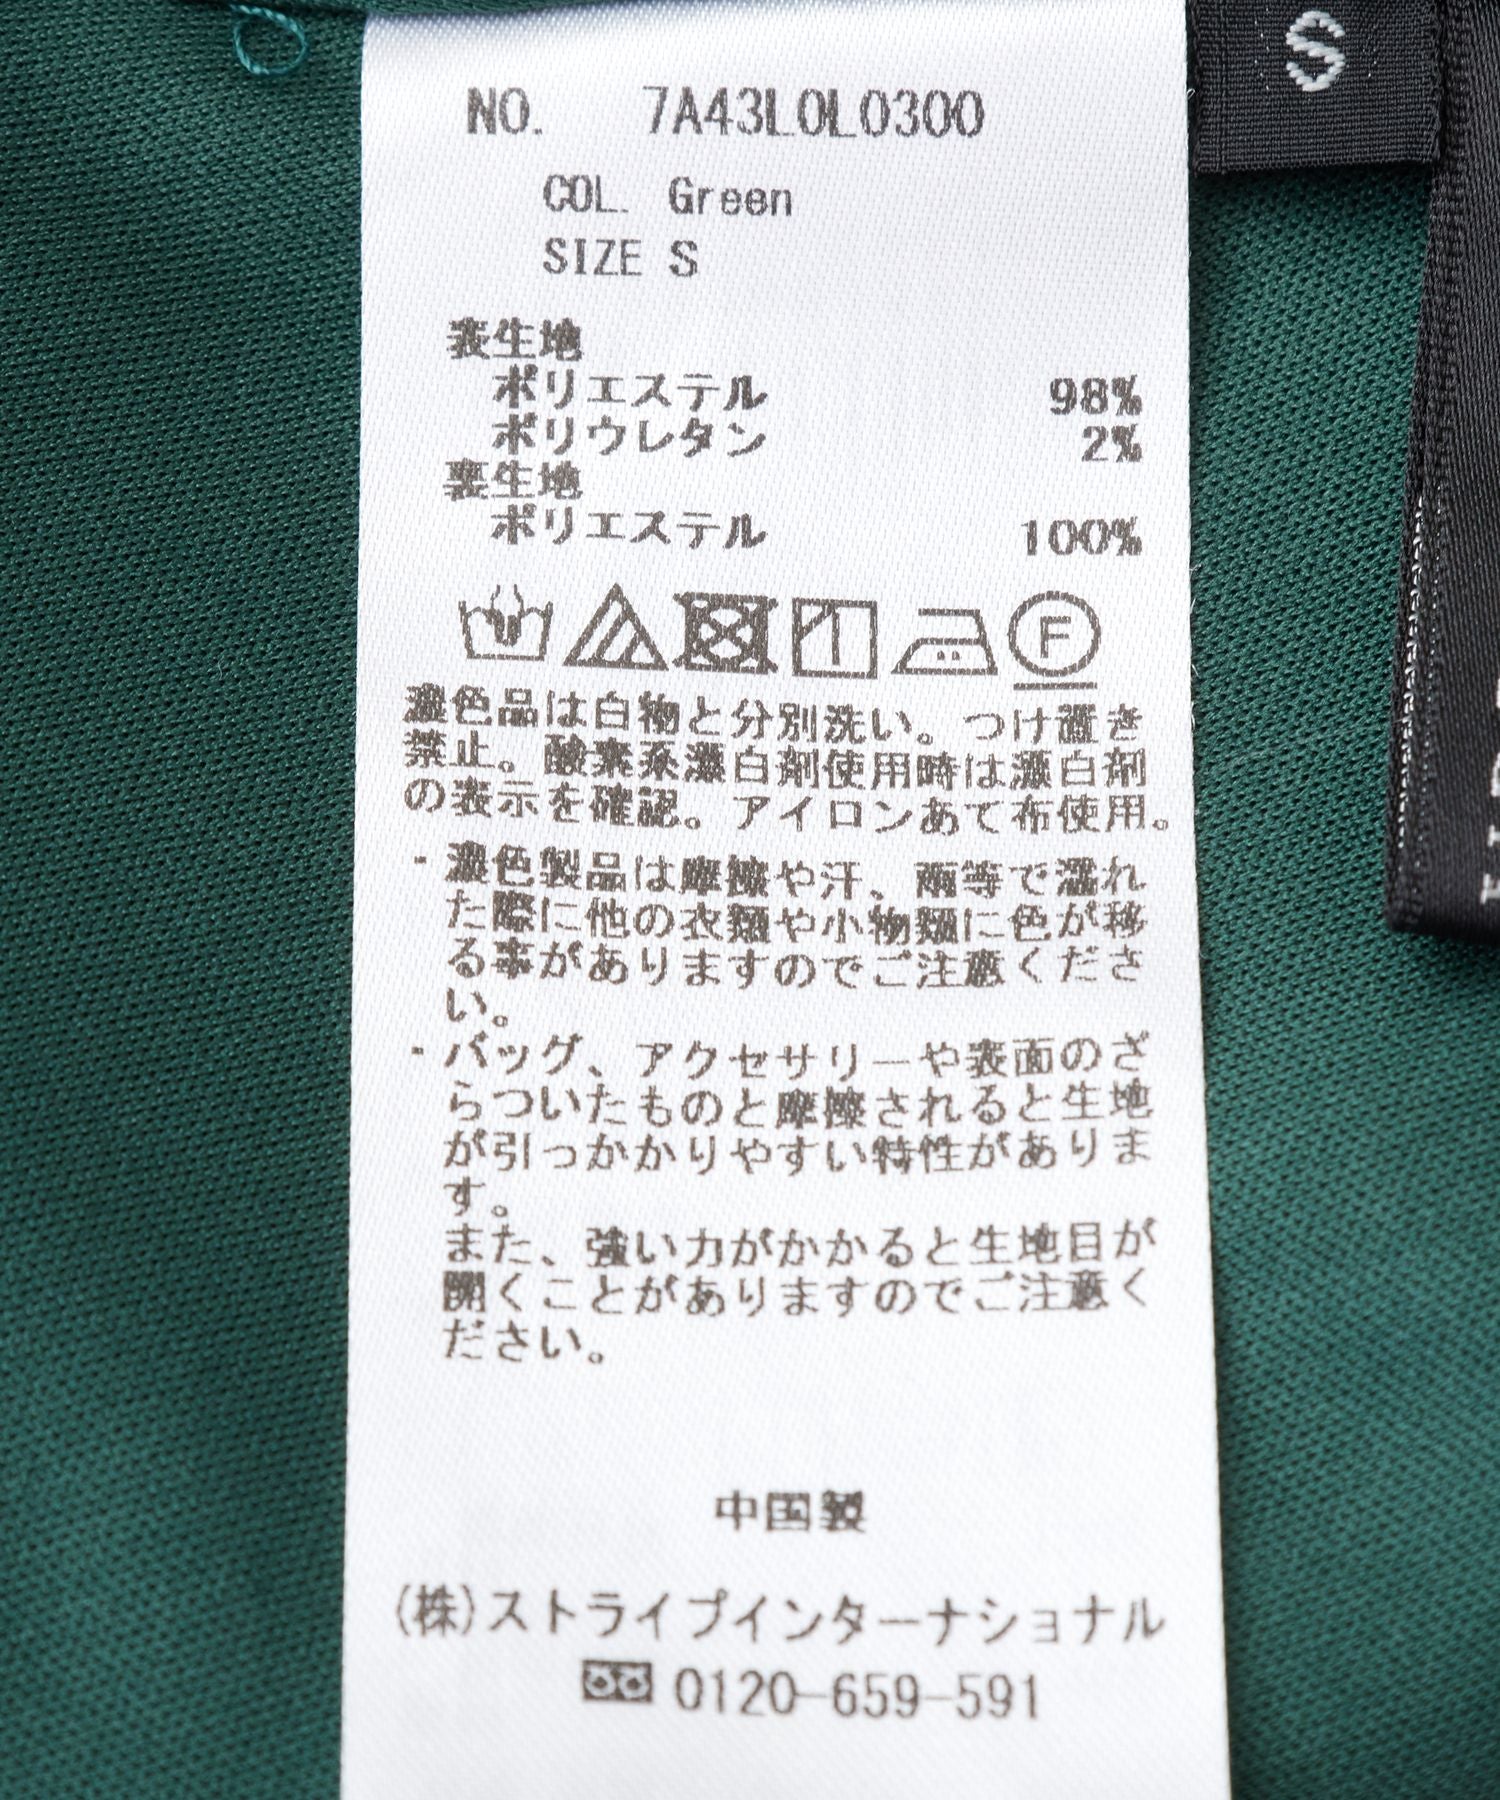 S
NO. 7A43L0L0300
COL. Green
SIZE S
表生地
ポリエステル 98%
ポリウレタン 2%
裏生地
ポリエステル 100%
F
濃色品は白物と分別洗い。つけ置き
禁止。酸素系漂白剤使用時は漂白剤
の表示を確認。アイロンあて布使用。
・濃色製品は摩擦や汗、雨等で濡れ
た際に他の衣類や小物類に色が移
る事がありますのでご注意くださ
い。
・バッグ、アクセサリーや表面のざ
らついたものと摩擦されると生地
が引っかかりやすい特性がありま
す。
また、強い力がかかると生地目が
開くことがありますのでご注意く
ださい。
中国製
(株)ストライプインターナショナル
0120-659-591